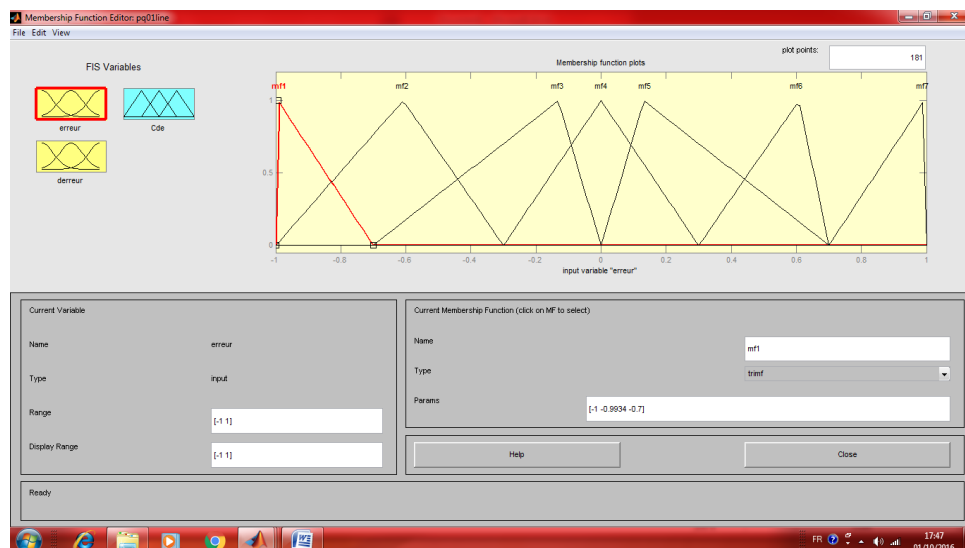 Membership Function Editor: pq01line
File Edit View
FIS Variables
erreur
Cde
derreur
plot points:
181
Membership function plots
mf1 mf2 mf3 mf4 mf5 mf6 mf7
1
0.5
0
-1 -0.8 -0.6 -0.4 -0.2 0 0.2 0.4 0.6 0.8 1
input variable "erreur"
Current Variable
Name erreur
Type input
Range [-1 1]
Display Range [-1 1]
Current Membership Function (click on MF to select)
Name mf1
Type trimf
Params [-1 -0.9934 -0.7]
Help Close
Ready
FR
17:47
01/10/2016